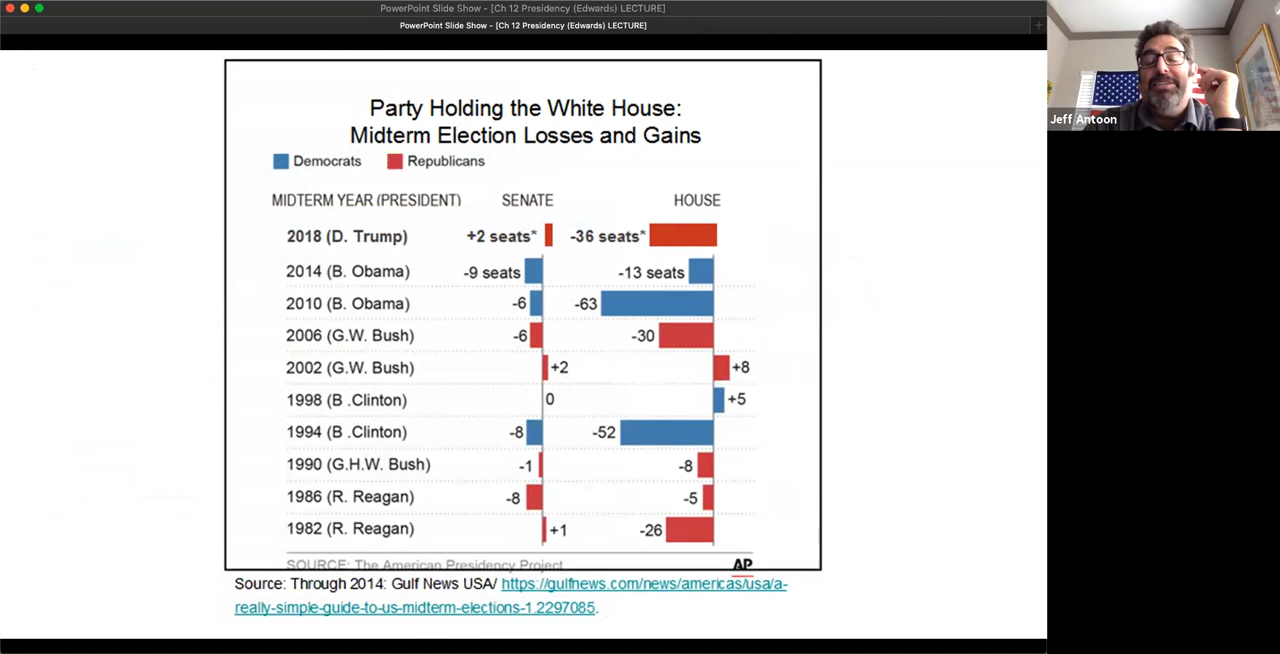 PowerPoint Slide Show - [Ch 12 Presidency (Edwards) LECTURE]
PowerPoint Slide Show - [Ch 12 Presidency (Edwards) LECTURE]
Jeff Antoon
Party Holding the White House:
Midterm Election Losses and Gains
Democrats Republicans
MIDTERM YEAR (PRESIDENT) SENATE HOUSE
2018 (D. Trump) +2 seats* -36 seats*
2014 (B. Obama) -9 seats -13 seats
2010 (B. Obama) -6 -63
2006 (G.W. Bush) -6 -30
2002 (G.W. Bush) +2 +8
1998 (B .Clinton) 0 +5
1994 (B .Clinton) -8 -52
1990 (G.H.W. Bush) -1 -8
1986 (R. Reagan) -8 -5
1982 (R. Reagan) +1 -26
SOURCE: The American Presidency Project AP
Source: Through 2014: Gulf News USA/ https://gulfnews.com/news/americas/usa/a-
really-simple-guide-to-us-midterm-elections-1.2297085.